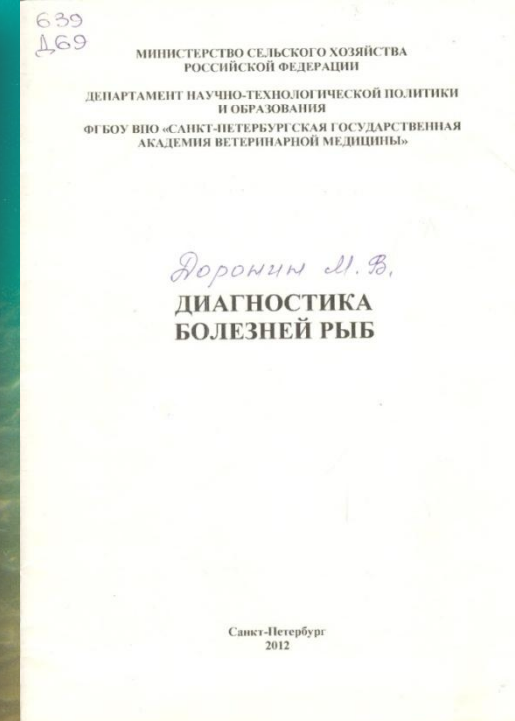 639
Д69
МИНИСТЕРСТВО СЕЛЬСКОГО ХОЗЯЙСТВА
РОССИЙСКОЙ ФЕДЕРАЦИИ
ДЕПАРТАМЕНТ НАУЧНО-ТЕХНОЛОГИЧЕСКОЙ ПОЛИТИКИ
И ОБРАЗОВАНИЯ
ФГБОУ ВПО «САНКТ-ПЕТЕРБУРГСКАЯ ГОСУДАРСТВЕННАЯ
АКАДЕМИЯ ВЕТЕРИНАРНОЙ МЕДИЦИНЫ»
Доронин М.В.
ДИАГНОСТИКА
БОЛЕЗНЕЙ РЫБ
Санкт-Петербург
2012